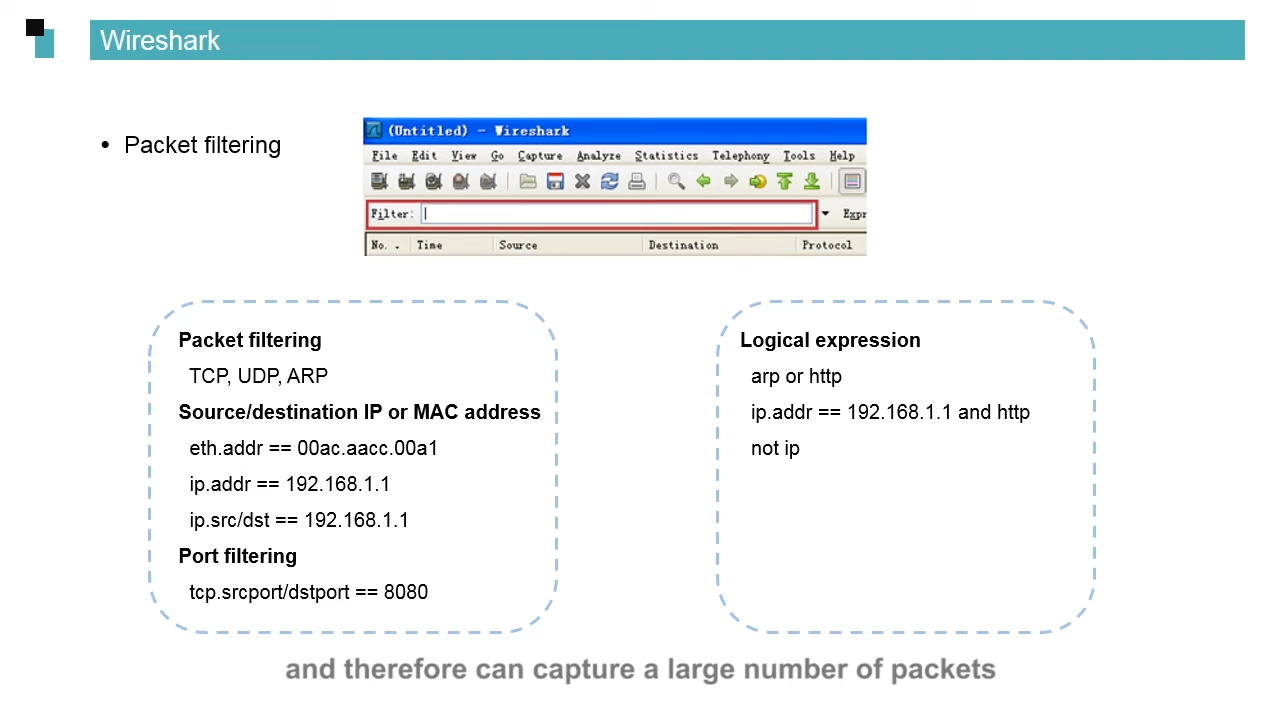 Wireshark
• Packet filtering
(Untitled) - Wireshark
File Edit View Go Capture Analyze Statistics Telephony Tools Help
Filter:
Expr
No. . Time Source Destination Protocol
Packet filtering
TCP, UDP, ARP
Source/destination IP or MAC address
eth.addr == 00ac.aacc.00a1
ip.addr == 192.168.1.1
ip.src/dst == 192.168.1.1
Port filtering
tcp.srcport/dstport == 8080
Logical expression
arp or http
ip.addr == 192.168.1.1 and http
not ip
and therefore can capture a large number of packets